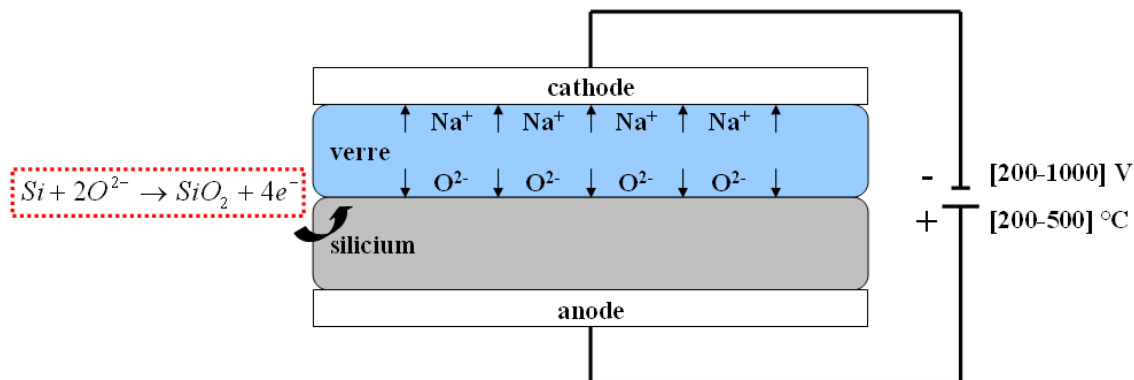 cathode
Na⁺ Na⁺ Na⁺ Na⁺
verre
O²⁻ O²⁻ O²⁻ O²⁻
Si + 2O²⁻ → SiO₂ + 4e⁻
silicium
anode
- [200-1000] V
+ [200-500] °C